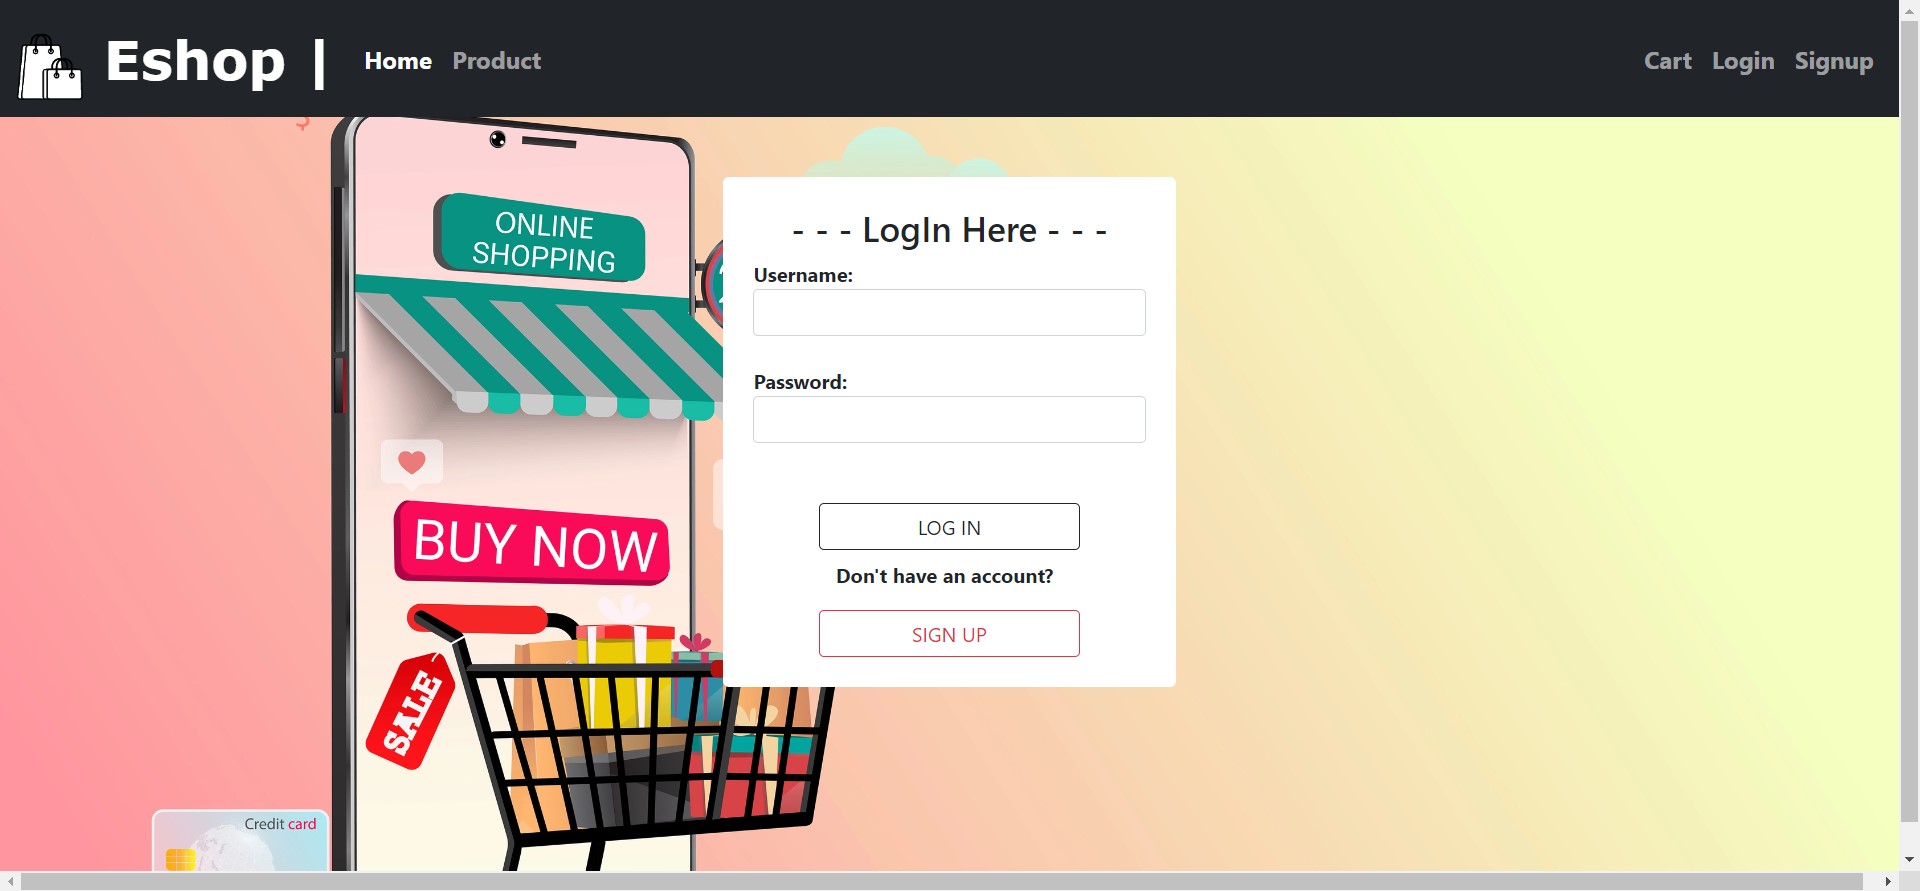 Eshop |
Home
Product
Cart
Login
Signup
ONLINE
SHOPPING
- - - LogIn Here - - -
Username:
Password:
LOG IN
Don't have an account?
SIGN UP
BUY NOW
SALE
Credit card